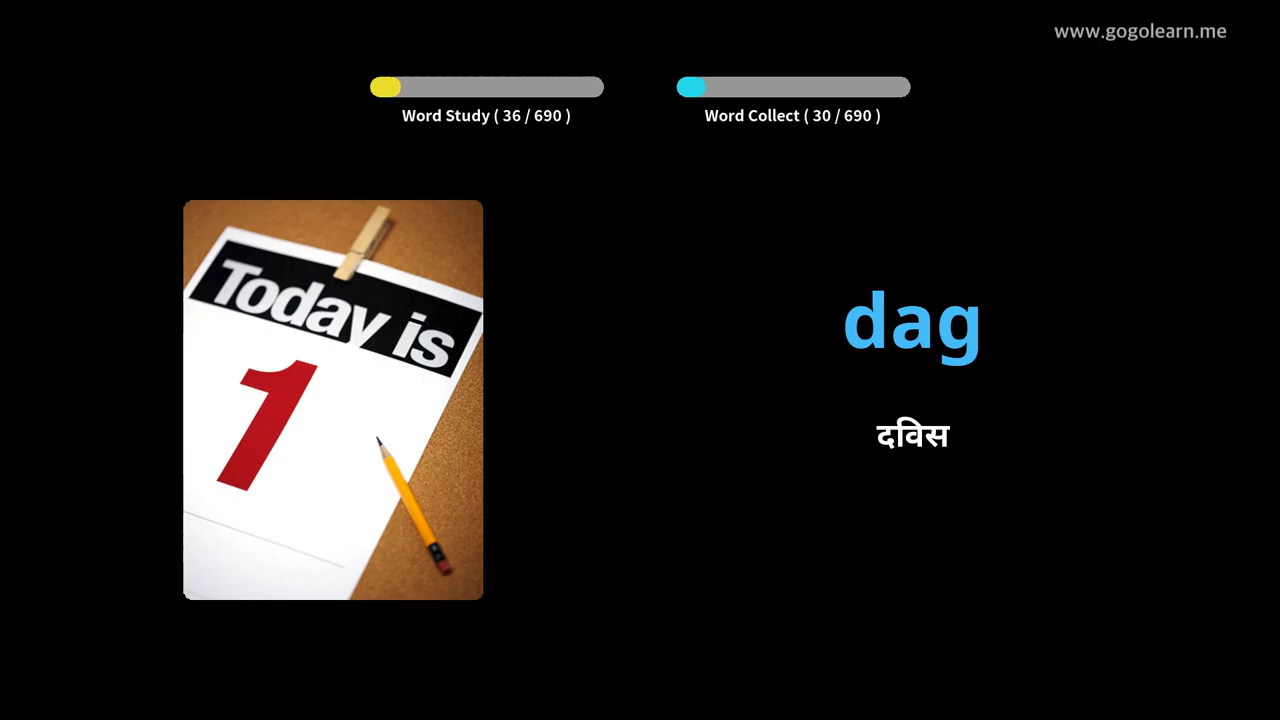 www.gogolearn.me
Word Study ( 36 / 690 )
Word Collect ( 30 / 690 )
Today is
1
dag
दविस